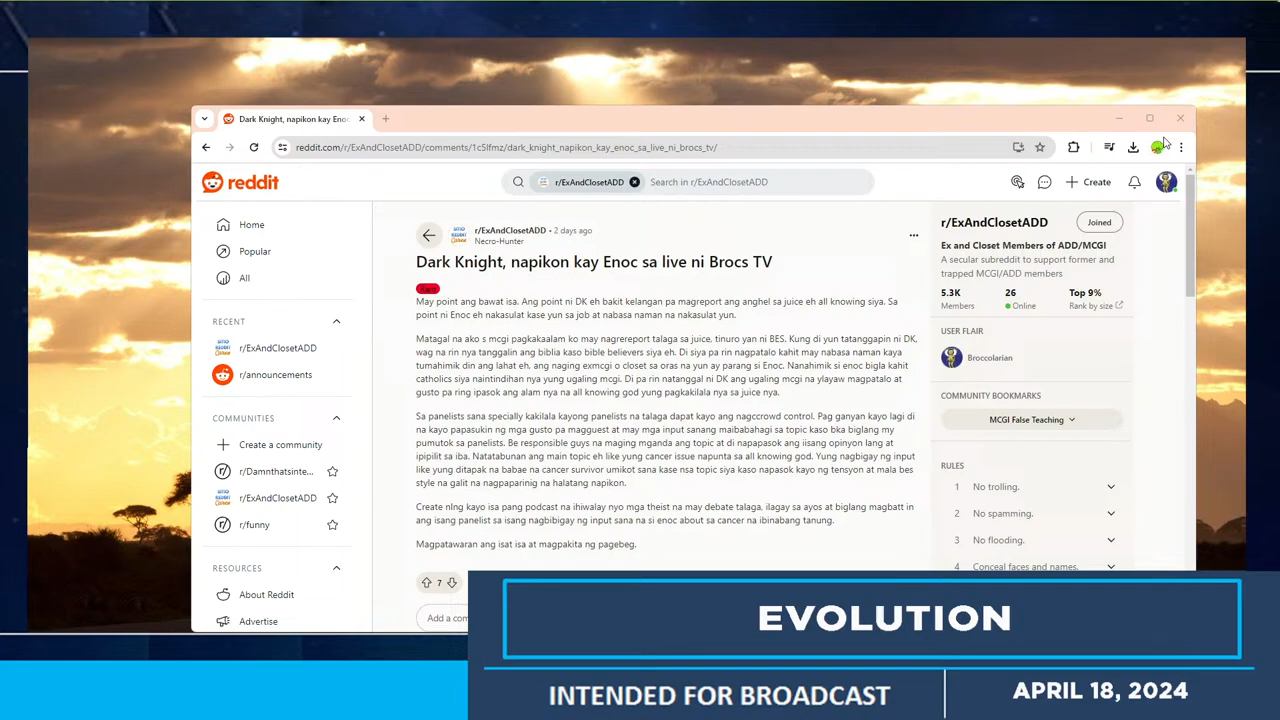 Dark Knight, napikon kay Enoc
reddit.com/r/ExAndClosetADD/comments/1c5lfmz/dark_knight_napikon_kay_enoc_sa_live_ni_brocs_tv/
reddit
r/ExAndClosetADD
Search in r/ExAndClosetADD
Create
Home
Popular
All
RECENT
r/ExAndClosetADD
r/announcements
COMMUNITIES
Create a community
r/Damnthatsinte...
r/ExAndClosetADD
r/funny
RESOURCES
About Reddit
Advertise
r/ExAndClosetADD • 2 days ago
Necro-Hunter
Dark Knight, napikon kay Enoc sa live ni Brocs TV
Rant
May point ang bawat isa. Ang point ni DK eh bakit kelangan pa magreport ang anghel sa juice eh all knowing siya. Sa
point ni Enoc eh nakasulat kase yun sa job at nabasa naman na nakasulat yun.
Matagal na ako s mcgi pagkakaalam ko may nagrereport talaga sa juice, tinuro yan ni BES. Kung di yun tatanggapin ni DK,
wag na rin nya tanggalin ang biblia kaso bible believers siya eh. Di siya pa rin nagpatalo kahit may nabasa naman kaya
tumahimik din ang lahat eh, ang naging exmcgi o closet sa oras na yun ay parang si Enoc. Nanahimik si enoc bigla kahit
catholics siya naintindihan nya yung ugaling mcgi. Di pa rin natanggal ni DK ang ugaling mcgi na ylayaw magpatalo at
gusto pa ring ipasok ang alam nya na all knowing god yung pagkakilala nya sa juice nya.
Sa panelists sana specially kakilala kayong panelists na talaga dapat kayo ang nagccrowd control. Pag ganyan kayo lagi di
na kayo papasukin ng mga gusto pa magguest at may mga input sanang maibabahagi sa topic kaso bka biglang my
pumutok sa panelists. Be responsible guys na maging mganda ang topic at di napapasok ang iisang opinyon lang at
ipipilit sa iba. Natatabunan ang main topic eh like yung cancer issue napunta sa all knowing god. Yung nagbigay ng input
like yung ditapak na babae na cancer survivor umikot sana kase nsa topic siya kaso napasok kayo ng tensyon at mala bes
style na galit na nagpaparinig na halatang napikon.
Create nlng kayo isa pang podcast na ihiwalay nyo mga theist na may debate talaga, ilagay sa ayos at biglang magbatt in
ang isang panelist sa isang nagbibigay ng input sana na si enoc about sa cancer na ibinabang tanung.
Magpatawaran ang isat isa at magpakita ng pagebeg.
7
Add a com
r/ExAndClosetADD
Joined
Ex and Closet Members of ADD/MCGI
A secular subreddit to support former and
trapped MCGI/ADD members
5.3K 26 Top 9%
Members Online Rank by size
USER FLAIR
Broccolarian
COMMUNITY BOOKMARKS
MCGI False Teaching
RULES
1 No trolling.
2 No spamming.
3 No flooding.
4 Conceal faces and names.
EVOLUTION
INTENDED FOR BROADCAST
APRIL 18, 2024